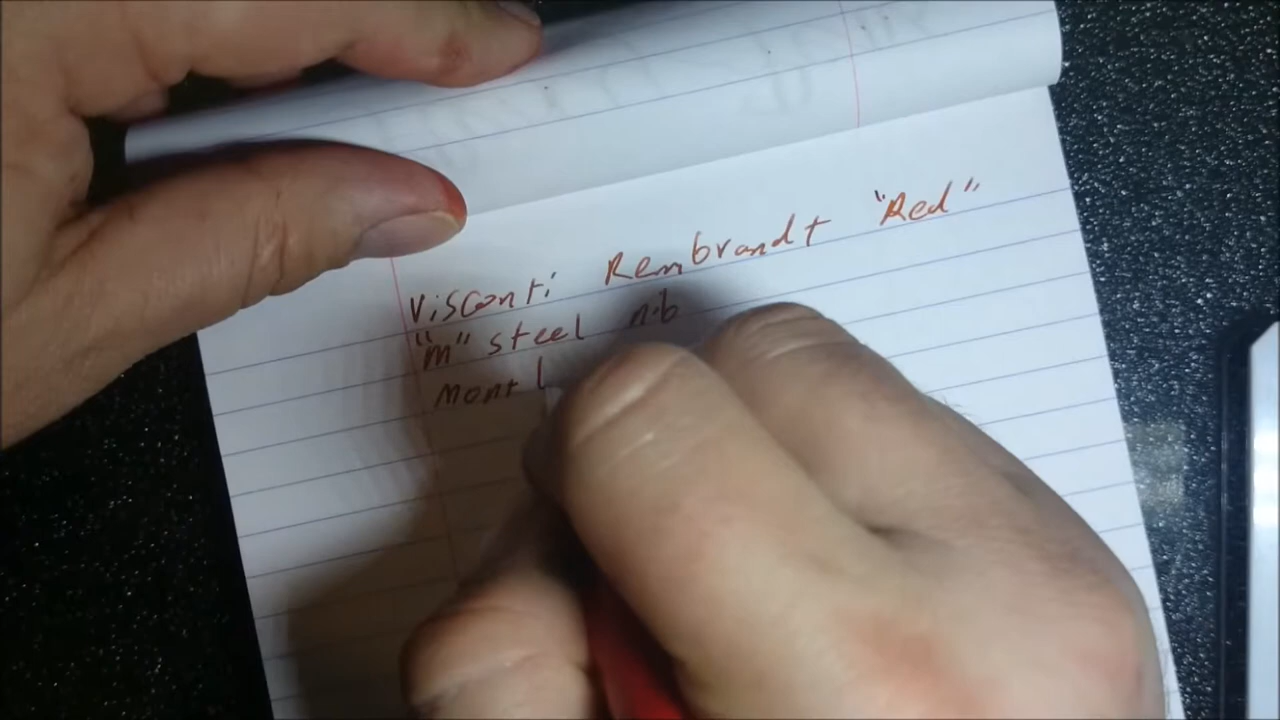 Visconti Rembrandt "Red"
"m" steel nib
Mont l